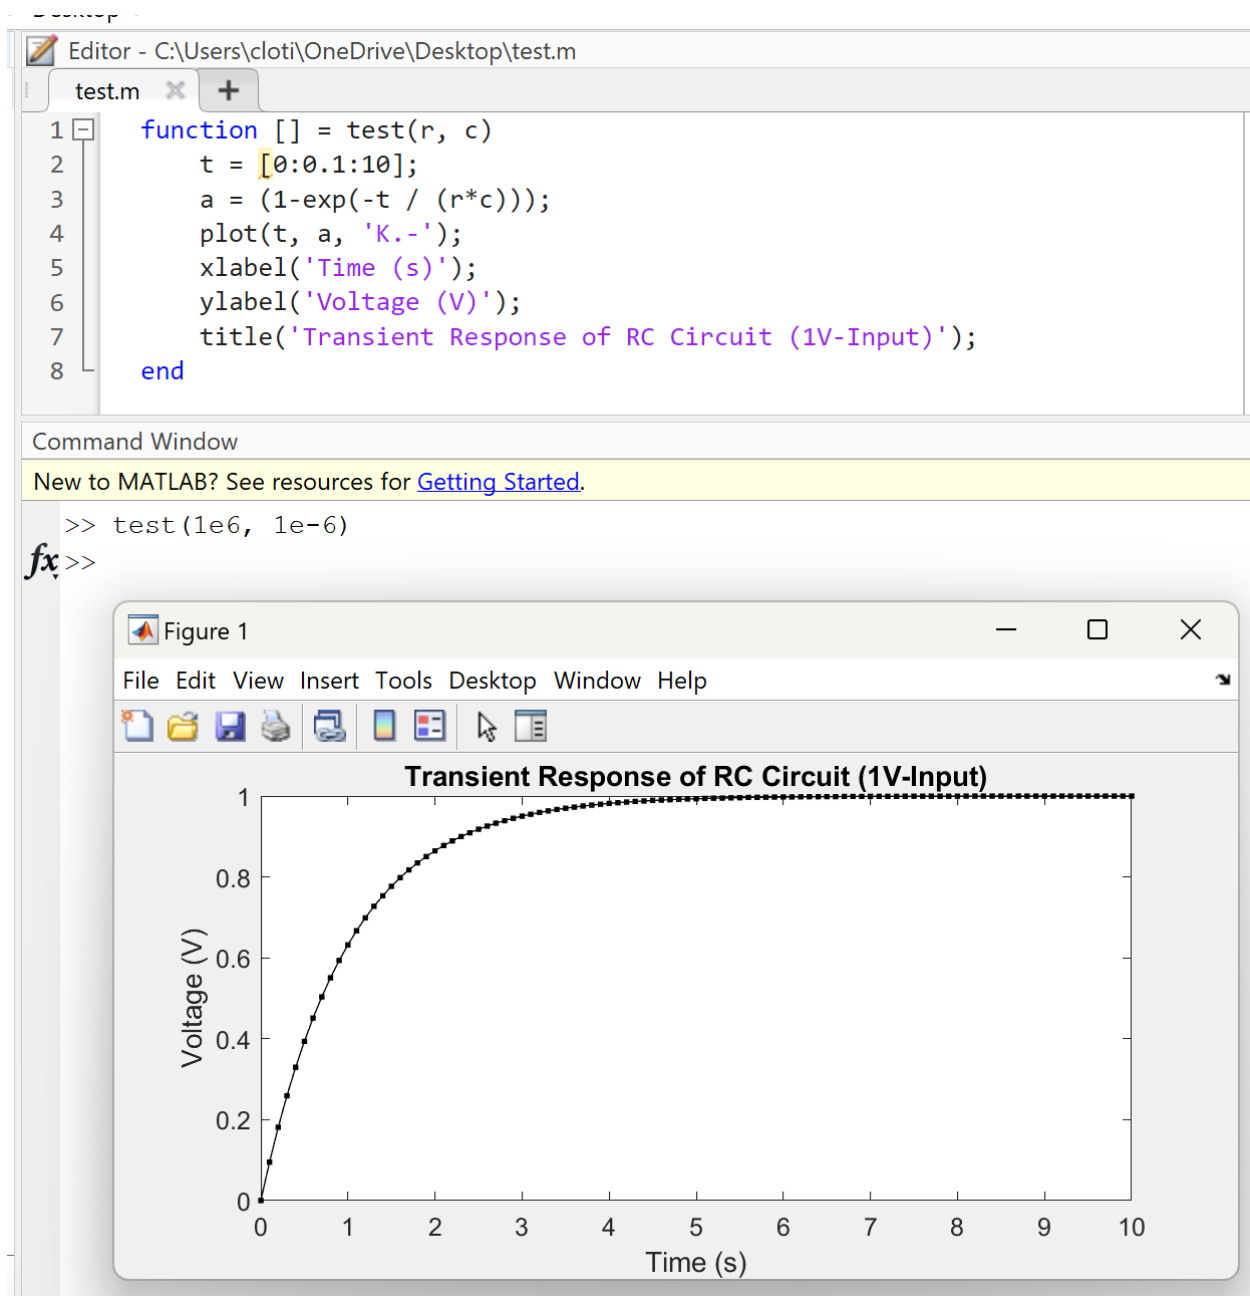 Editor - C:\Users\cloti\OneDrive\Desktop\test.m
test.m
1 function [] = test(r, c)
2 t = [0:0.1:10];
3 a = (1-exp(-t / (r*c)));
4 plot(t, a, 'K.-');
5 xlabel('Time (s)');
6 ylabel('Voltage (V)');
7 title('Transient Response of RC Circuit (1V-Input)');
8 end
Command Window
New to MATLAB? See resources for Getting Started.
>> test(1e6, 1e-6)
fx >>
Figure 1
File Edit View Insert Tools Desktop Window Help
Transient Response of RC Circuit (1V-Input)
1
0.8
0.6
0.4
0.2
0
Voltage (V)
0 1 2 3 4 5 6 7 8 9 10
Time (s)